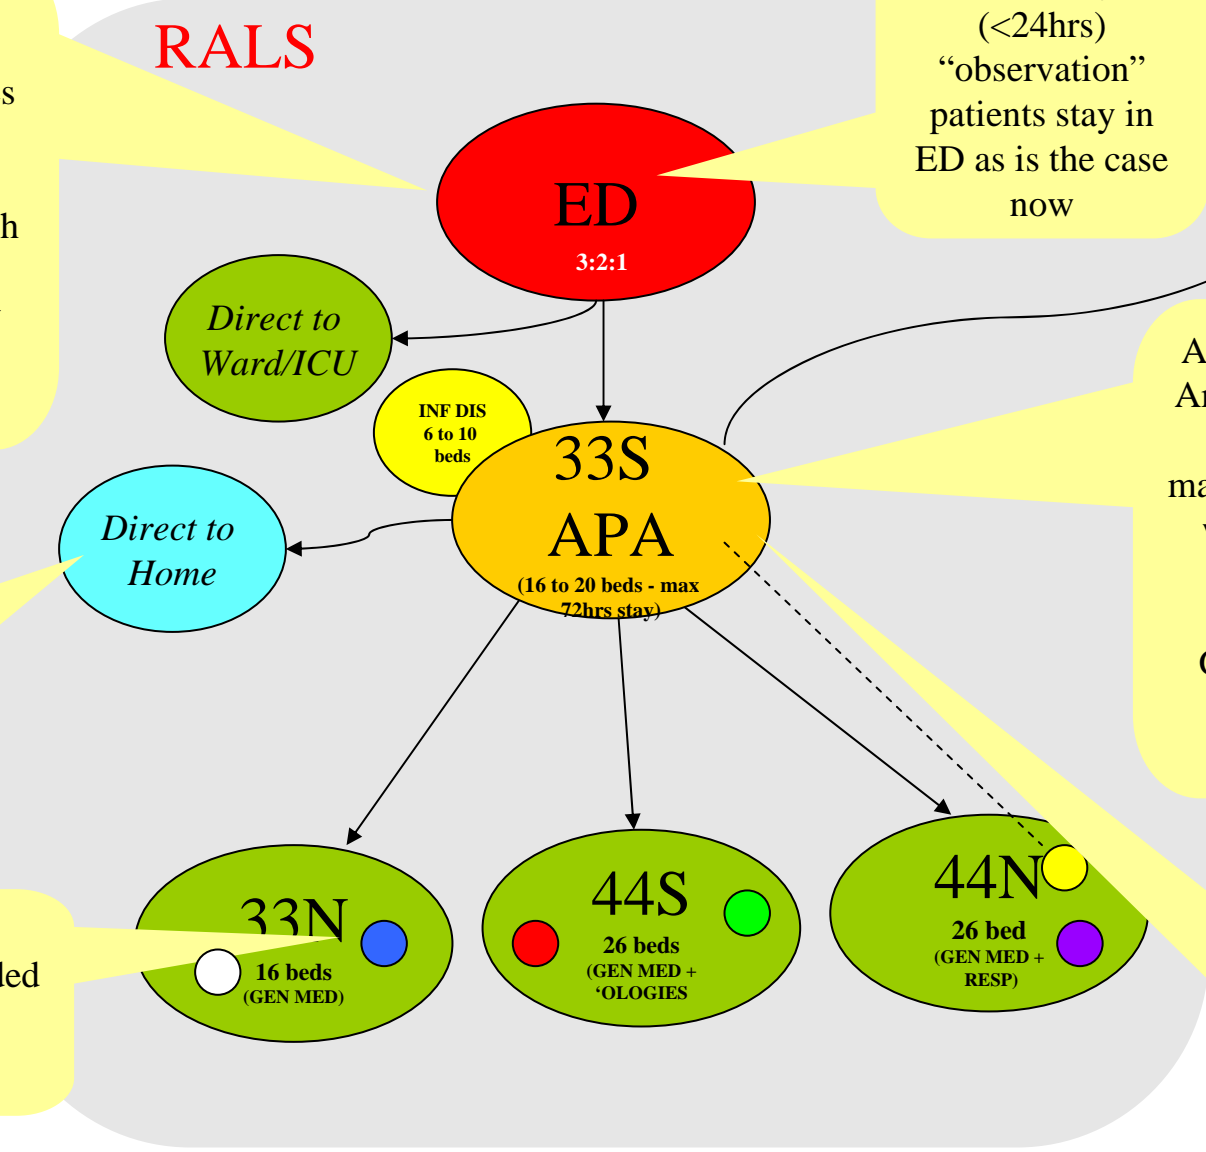 RALS
(<24hrs)
“observation”
patients stay in
ED as is the case
now
ED
3:2:1
Direct to
Ward/ICU
INF DIS
6 to 10
beds
33S
APA
(16 to 20 beds - max
72hrs stay)
Direct to
Home
33N
16 beds
(GEN MED)
44S
26 beds
(GEN MED +
‘OLOGIES
44N
26 bed
(GEN MED +
RESP)